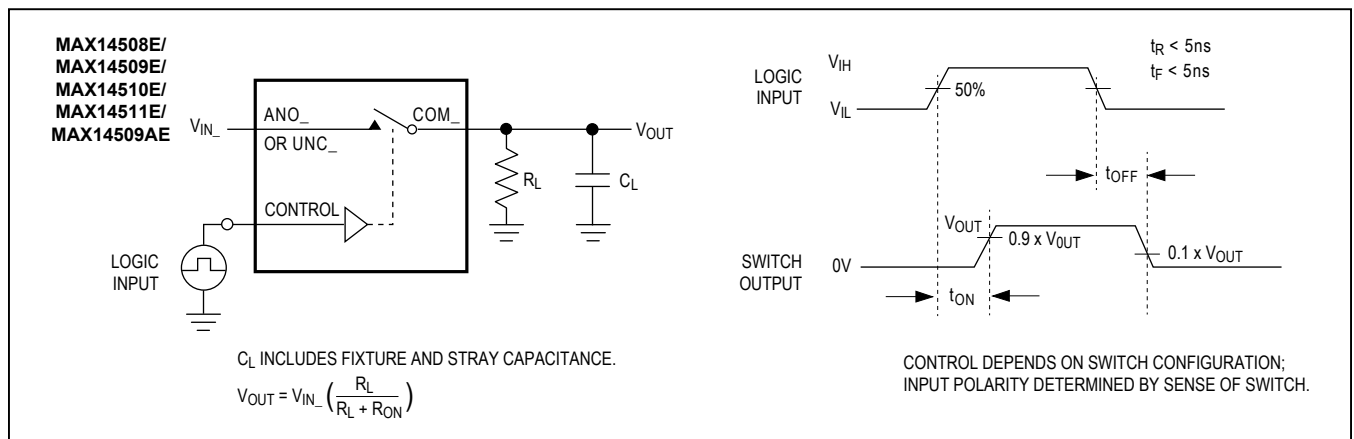 MAX14508E/
MAX14509E/
MAX14510E/
MAX14511E/
MAX14509AE
VIN_
ANO_
OR UNC_
COM_
VOUT
RL
CL
CONTROL
LOGIC
INPUT
CL INCLUDES FIXTURE AND STRAY CAPACITANCE.
VOUT = VIN_ ( RL / RL + RON )
tR < 5ns
tF < 5ns
LOGIC
INPUT
VIH
VIL
50%
tOFF
SWITCH
OUTPUT
VOUT
0V
0.9 x V0UT
0.1 x VOUT
tON
CONTROL DEPENDS ON SWITCH CONFIGURATION;
INPUT POLARITY DETERMINED BY SENSE OF SWITCH.